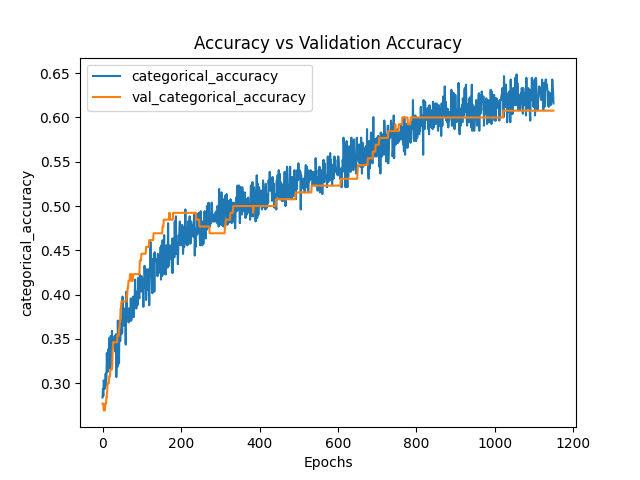 Accuracy vs Validation Accuracy
categorical_accuracy
val_categorical_accuracy
0.65
0.60
0.55
0.50
0.45
0.40
0.35
0.30
categorical_accuracy
0 200 400 600 800 1000 1200
Epochs